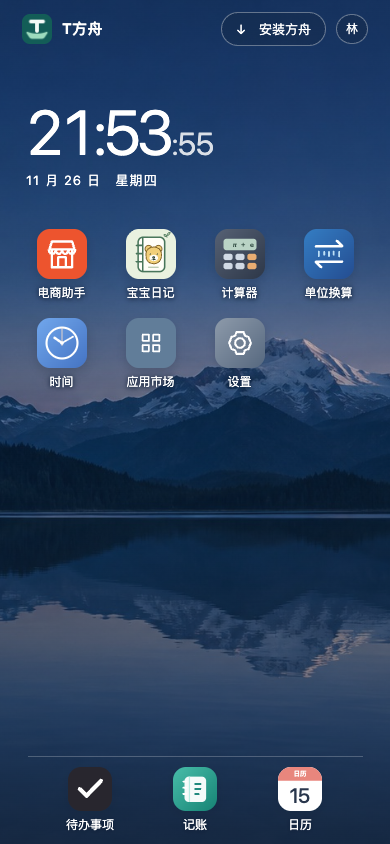 T方舟
安装方舟
林
21:53:55
11 月 26 日 星期四
电商助手
宝宝日记
计算器
单位换算
时间
应用市场
设置
日历
15
待办事项
记账
日历